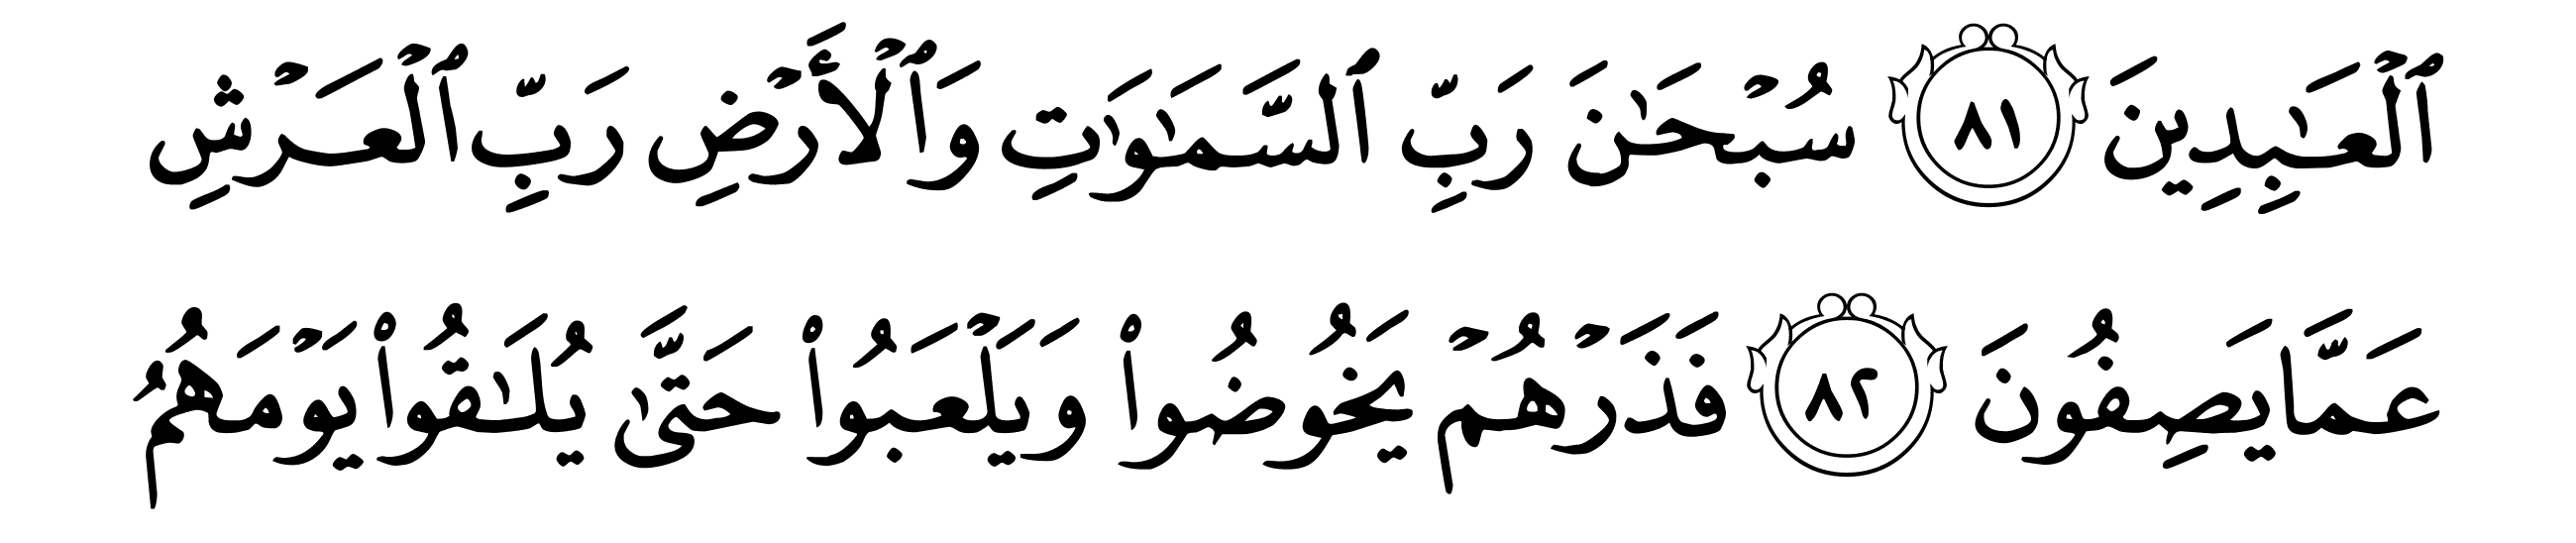 ٱلۡعَٰبِدِينَ ٨١ سُبۡحَٰنَ رَبِّ ٱلسَّمَٰوَٰتِ وَٱلۡأَرۡضِ رَبِّ ٱلۡعَرۡشِ
عَمَّا يَصِفُونَ ٨٢ فَذَرۡهُمۡ يَخُوضُواْ وَيَلۡعَبُواْ حَتَّىٰ يُلَٰقُواْ يَوۡمَهُمُ